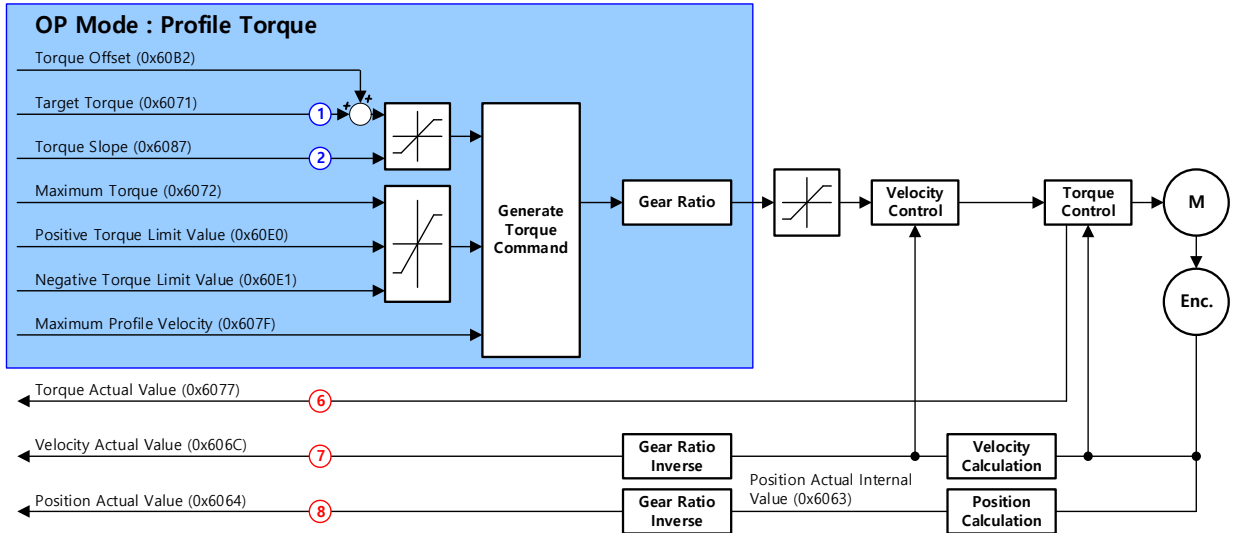 OP Mode : Profile Torque
Torque Offset (0x60B2)
+
+
Target Torque (0x6071)
1
Torque Slope (0x6087)
2
Maximum Torque (0x6072)
Positive Torque Limit Value (0x60E0)
Negative Torque Limit Value (0x60E1)
Maximum Profile Velocity (0x607F)
Generate
Torque
Command
Gear Ratio
Velocity
Control
Torque
Control
M
Enc.
Torque Actual Value (0x6077)
6
Velocity Actual Value (0x606C)
7
Gear Ratio
Inverse
Velocity
Calculation
Position Actual Value (0x6064)
8
Gear Ratio
Inverse
Position Actual Internal
Value (0x6063)
Position
Calculation